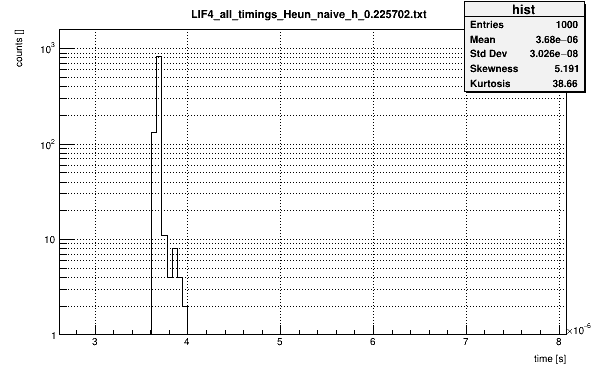 LIF4_all_timings_Heun_naive_h_0.225702.txt
hist
Entries 1000
Mean 3.68e−06
Std Dev 3.026e−08
Skewness 5.191
Kurtosis 38.66
counts []
10³
10²
10
1
3 4 5 6 7 8
×10⁻⁶
time [s]